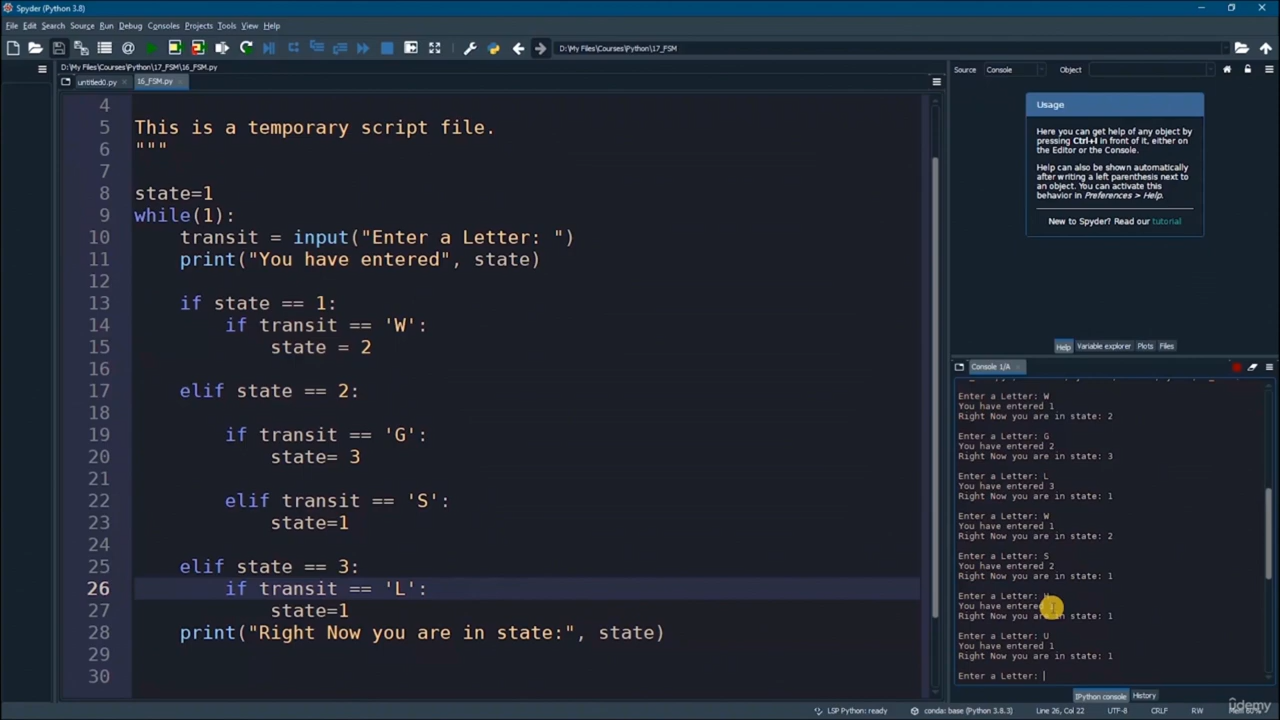 Spyder (Python 3.8)
File Edit Search Source Run Debug Consoles Projects Tools View Help
D:\My Files\Courses\Python\17_FSM
D:\My Files\Courses\Python\17_FSM\16_FSM.py
untitled0.py 16_FSM.py
4
5 This is a temporary script file.
6 """
7
8 state=1
9 while(1):
10 transit = input("Enter a Letter: ")
11 print("You have entered", state)
12
13 if state == 1:
14 if transit == 'W':
15 state = 2
16
17 elif state == 2:
18
19 if transit == 'G':
20 state= 3
21
22 elif transit == 'S':
23 state=1
24
25 elif state == 3:
26 if transit == 'L':
27 state=1
28 print("Right Now you are in state:", state)
29
30
Source Console Object
Usage
Here you can get help of any object by
pressing Ctrl+I in front of it, either on
the Editor or the Console.
Help can also be shown automatically
after writing a left parenthesis next to
an object. You can activate this
behavior in Preferences > Help.
New to Spyder? Read our tutorial
Help Variable explorer Plots Files
Console 1/A
Enter a Letter: W
You have entered 1
Right Now you are in state: 2
Enter a Letter: G
You have entered 2
Right Now you are in state: 3
Enter a Letter: L
You have entered 3
Right Now you are in state: 1
Enter a Letter: W
You have entered 1
Right Now you are in state: 2
Enter a Letter: S
You have entered 2
Right Now you are in state: 1
Enter a Letter:
You have entered
Right Now you are in state: 1
Enter a Letter: U
You have entered 1
Right Now you are in state: 1
Enter a Letter:
IPython console History
LSP Python: ready conda: base (Python 3.8.3) Line 26, Col 22 UTF-8 CRLF RW
udemy